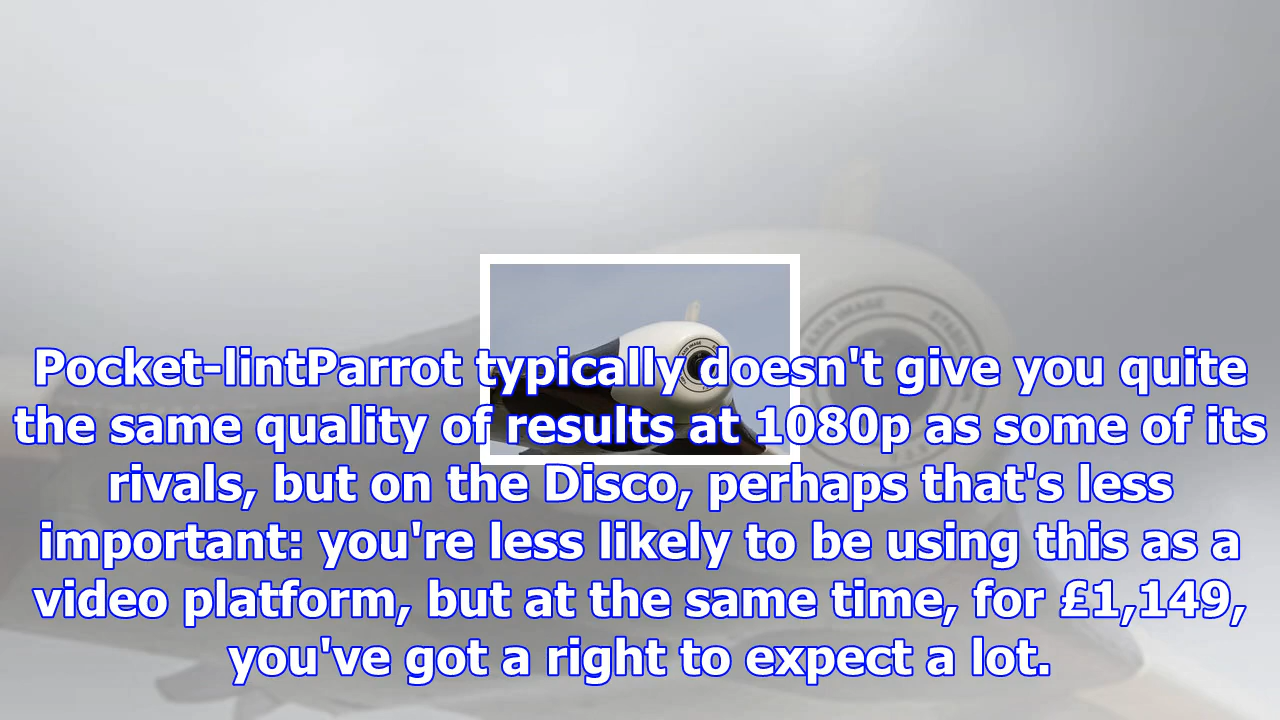 AXIS IMAGE
Pocket-lintParrot typically doesn't give you quite
the same quality of results at 1080p as some of its
rivals, but on the Disco, perhaps that's less
important: you're less likely to be using this as a
video platform, but at the same time, for £1,149,
you've got a right to expect a lot.